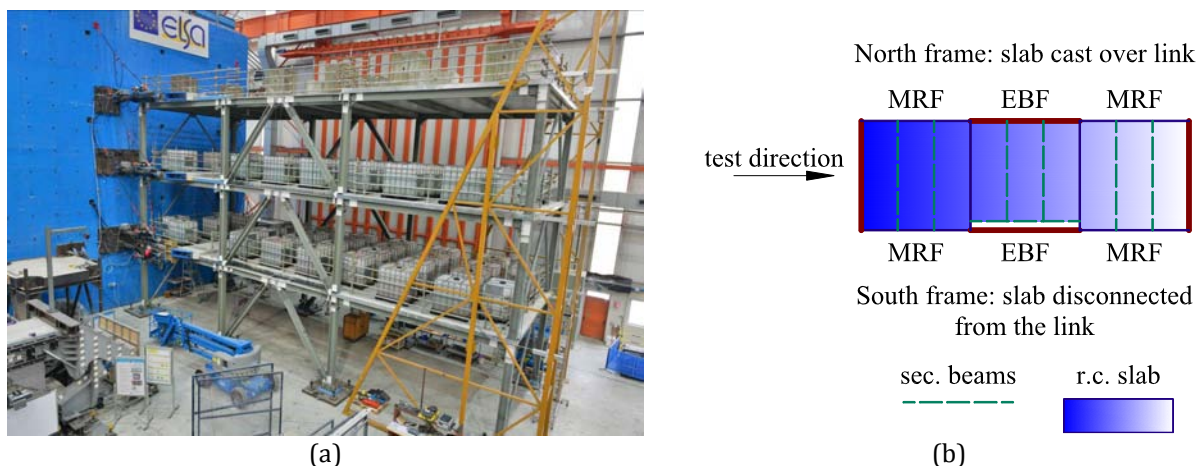 elsa
North frame: slab cast over link
MRF EBF MRF
test direction
MRF EBF MRF
South frame: slab disconnected
from the link
sec. beams r.c. slab
(a) (b)